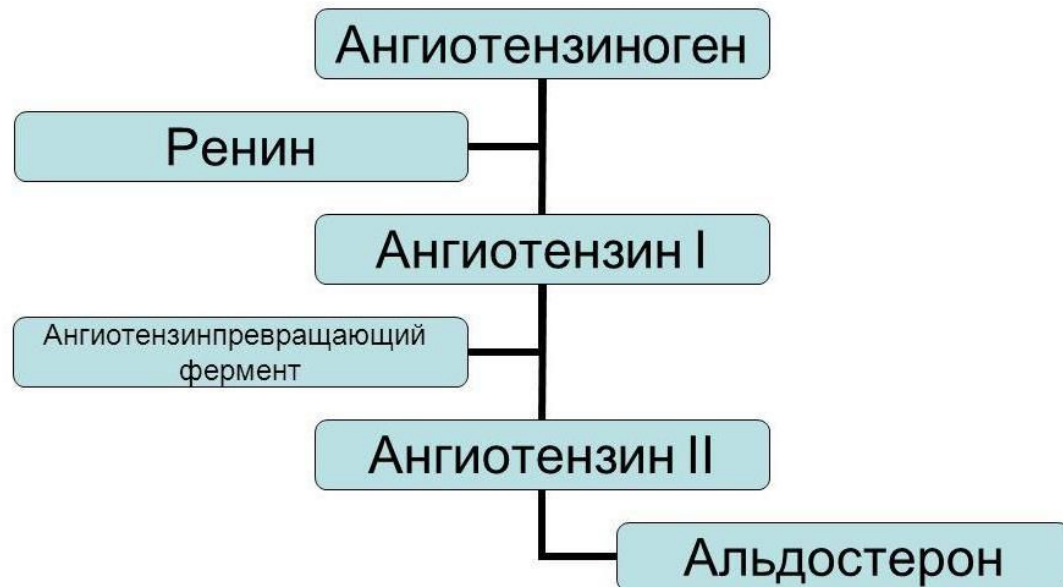 Ангиотензиноген
Ренин
Ангиотензин I
Ангиотензинпревращающий
фермент
Ангиотензин II
Альдостерон